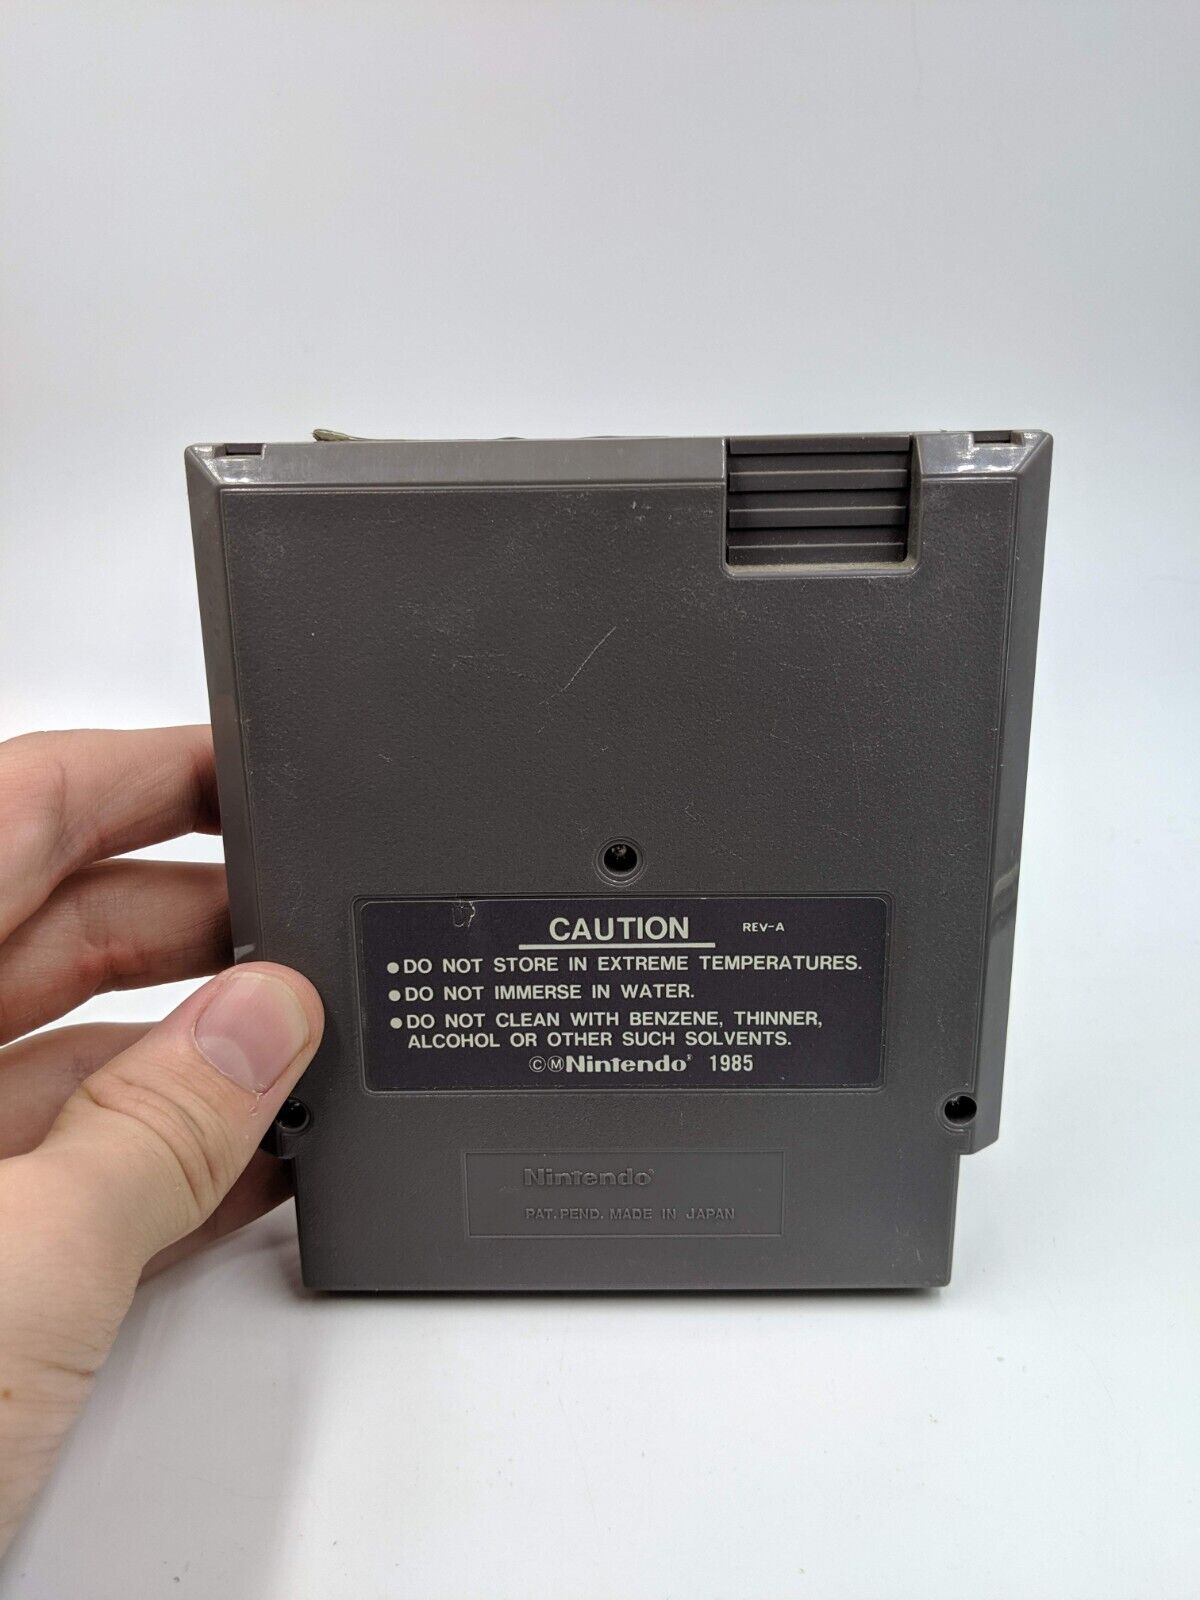 CAUTION REV-A
●DO NOT STORE IN EXTREME TEMPERATURES.
●DO NOT IMMERSE IN WATER.
●DO NOT CLEAN WITH BENZENE, THINNER,
ALCOHOL OR OTHER SUCH SOLVENTS.
©ⓂNintendo® 1985
Nintendo®
PAT. PEND. MADE IN JAPAN